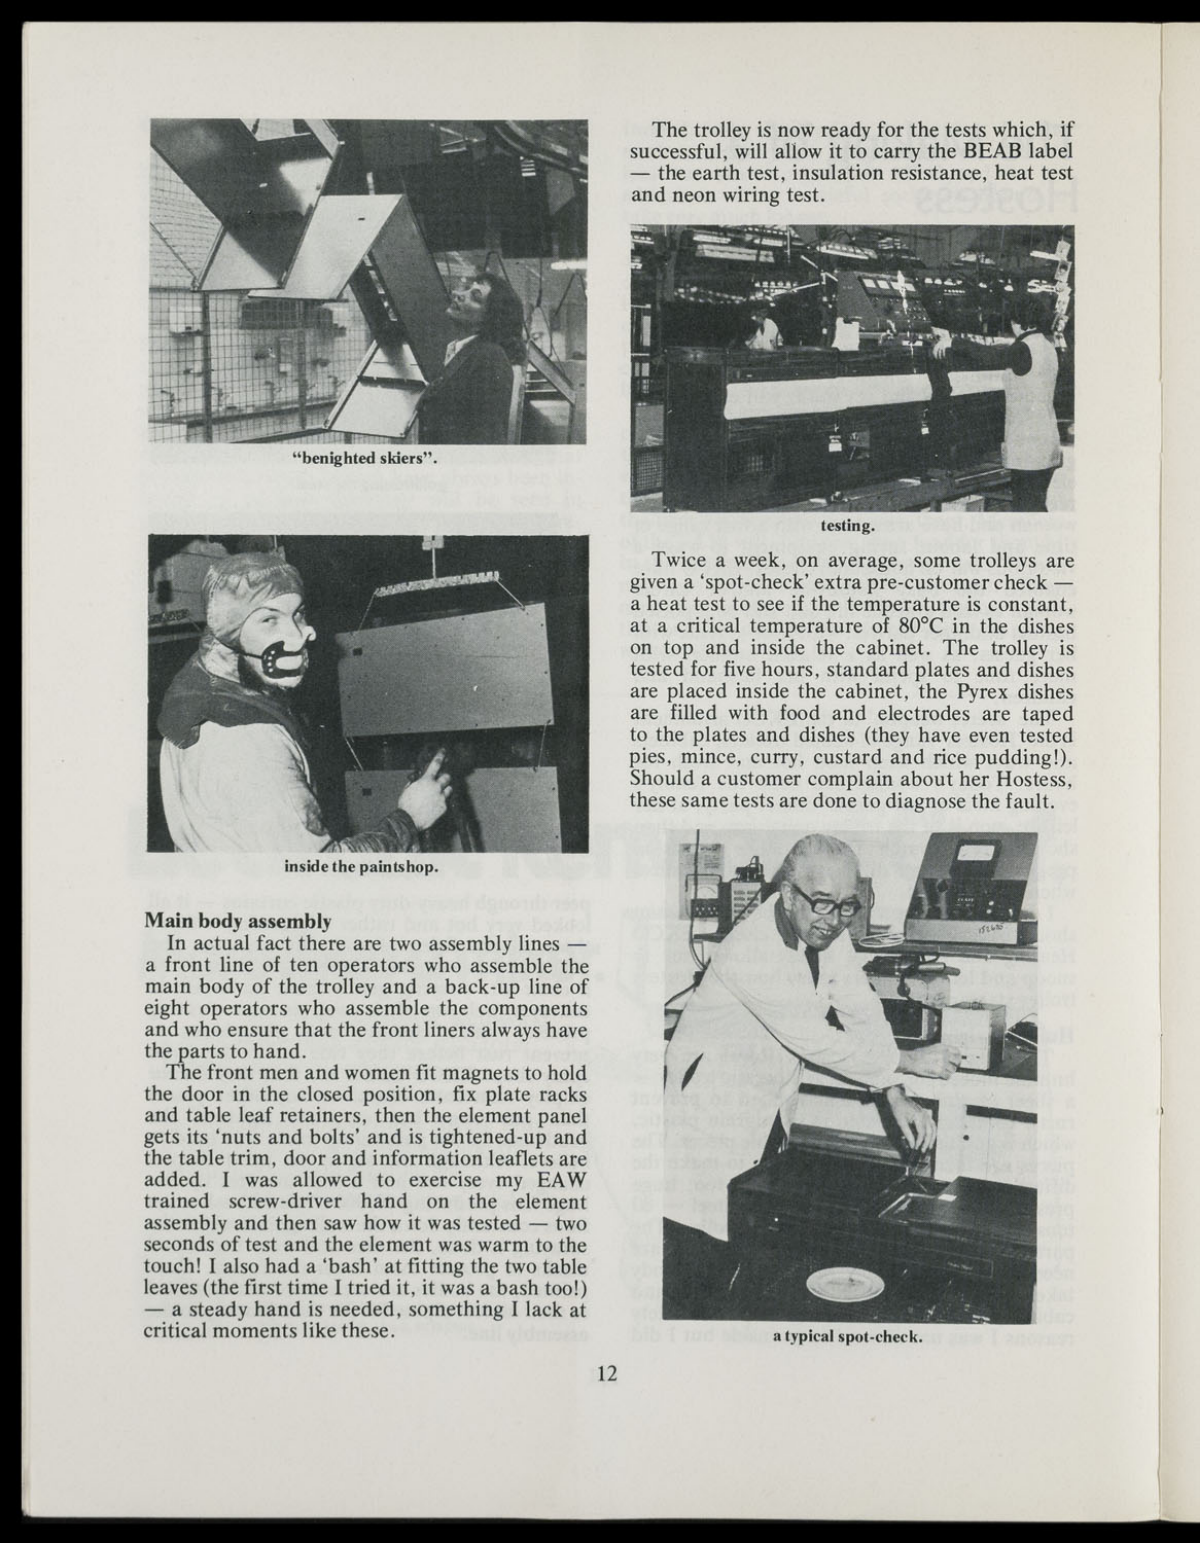 "benighted skiers".
inside the paintshop.
Main body assembly
In actual fact there are two assembly lines —
a front line of ten operators who assemble the
main body of the trolley and a back-up line of
eight operators who assemble the components
and who ensure that the front liners always have
the parts to hand.
The front men and women fit magnets to hold
the door in the closed position, fix plate racks
and table leaf retainers, then the element panel
gets its 'nuts and bolts' and is tightened-up and
the table trim, door and information leaflets are
added. I was allowed to exercise my EAW
trained screw-driver hand on the element
assembly and then saw how it was tested — two
seconds of test and the element was warm to the
touch! I also had a 'bash' at fitting the two table
leaves (the first time I tried it, it was a bash too!)
— a steady hand is needed, something I lack at
critical moments like these.
The trolley is now ready for the tests which, if
successful, will allow it to carry the BEAB label
— the earth test, insulation resistance, heat test
and neon wiring test.
testing.
Twice a week, on average, some trolleys are
given a 'spot-check' extra pre-customer check —
a heat test to see if the temperature is constant,
at a critical temperature of 80°C in the dishes
on top and inside the cabinet. The trolley is
tested for five hours, standard plates and dishes
are placed inside the cabinet, the Pyrex dishes
are filled with food and electrodes are taped
to the plates and dishes (they have even tested
pies, mince, curry, custard and rice pudding!).
Should a customer complain about her Hostess,
these same tests are done to diagnose the fault.
a typical spot-check.
12